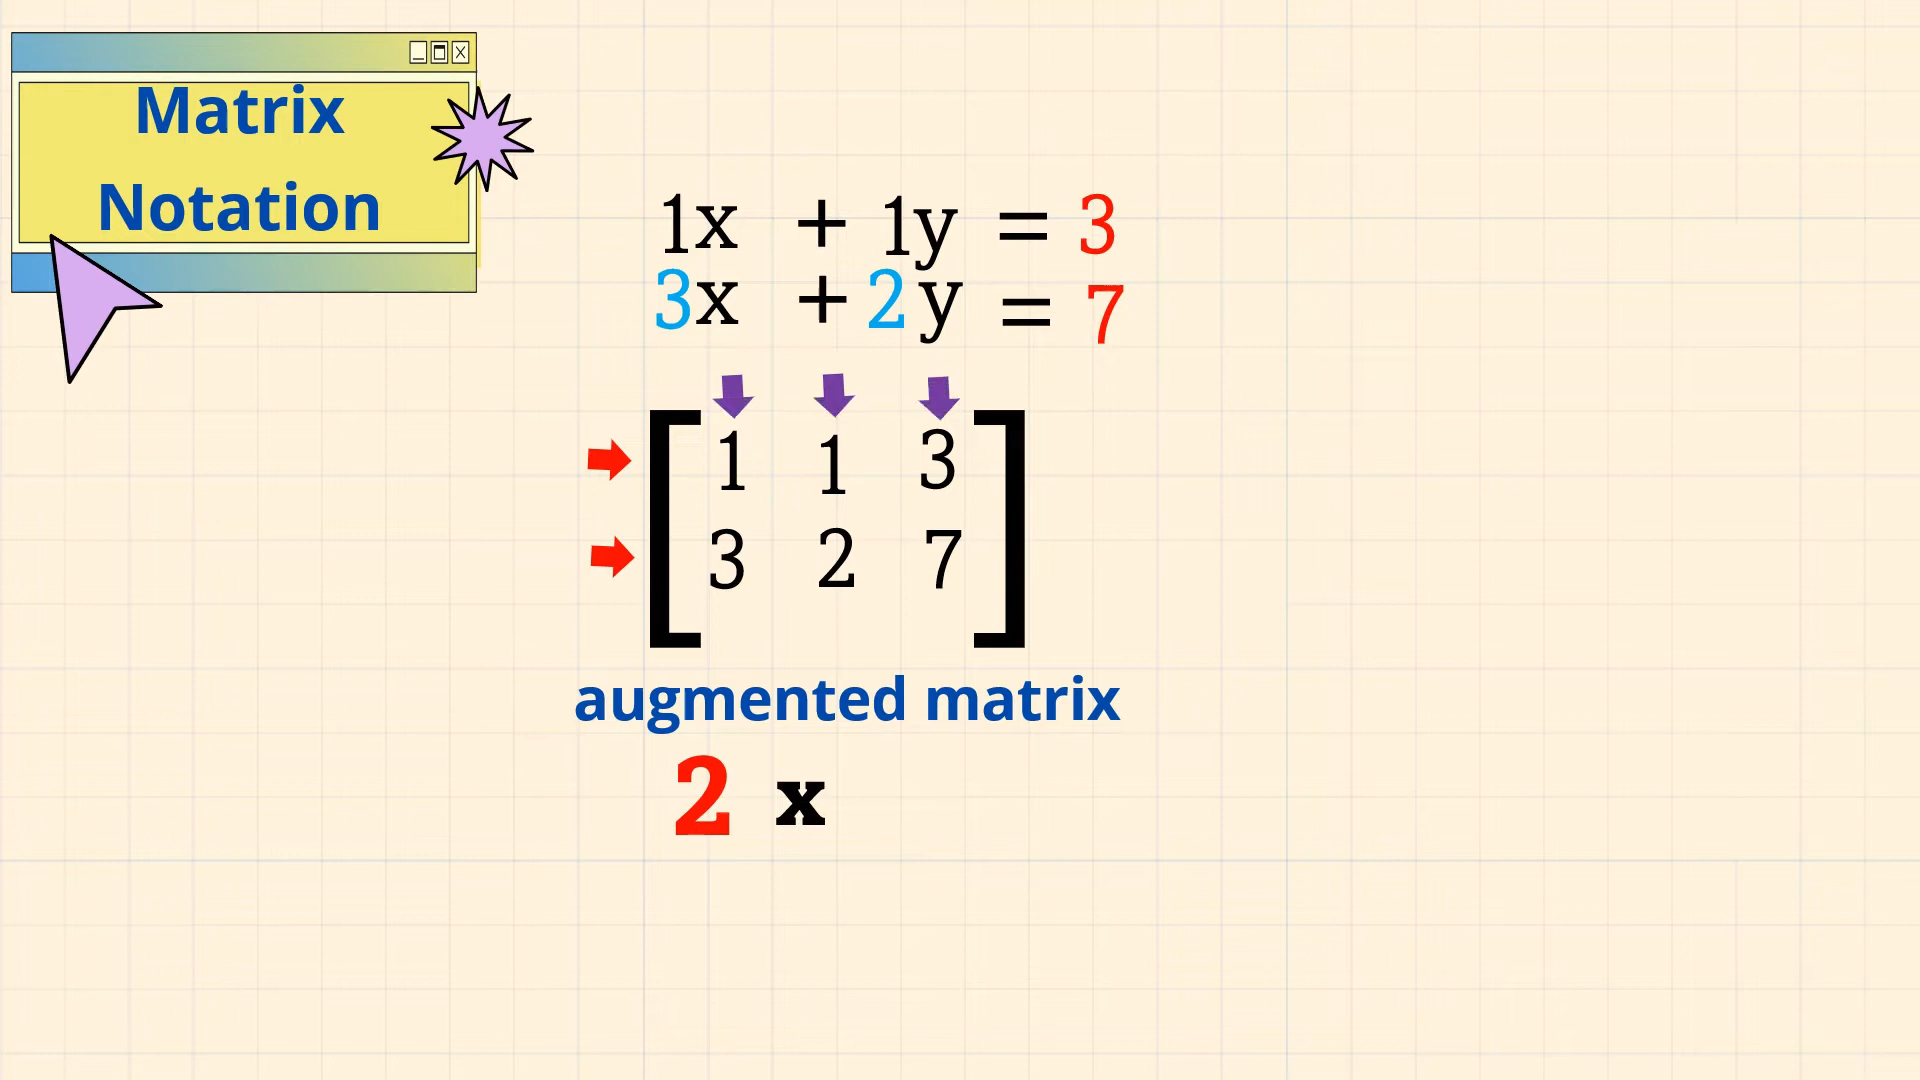 Matrix
Notation
1x + 1y = 3
3x + 2y = 7
1 1 3
3 2 7
augmented matrix
2 x